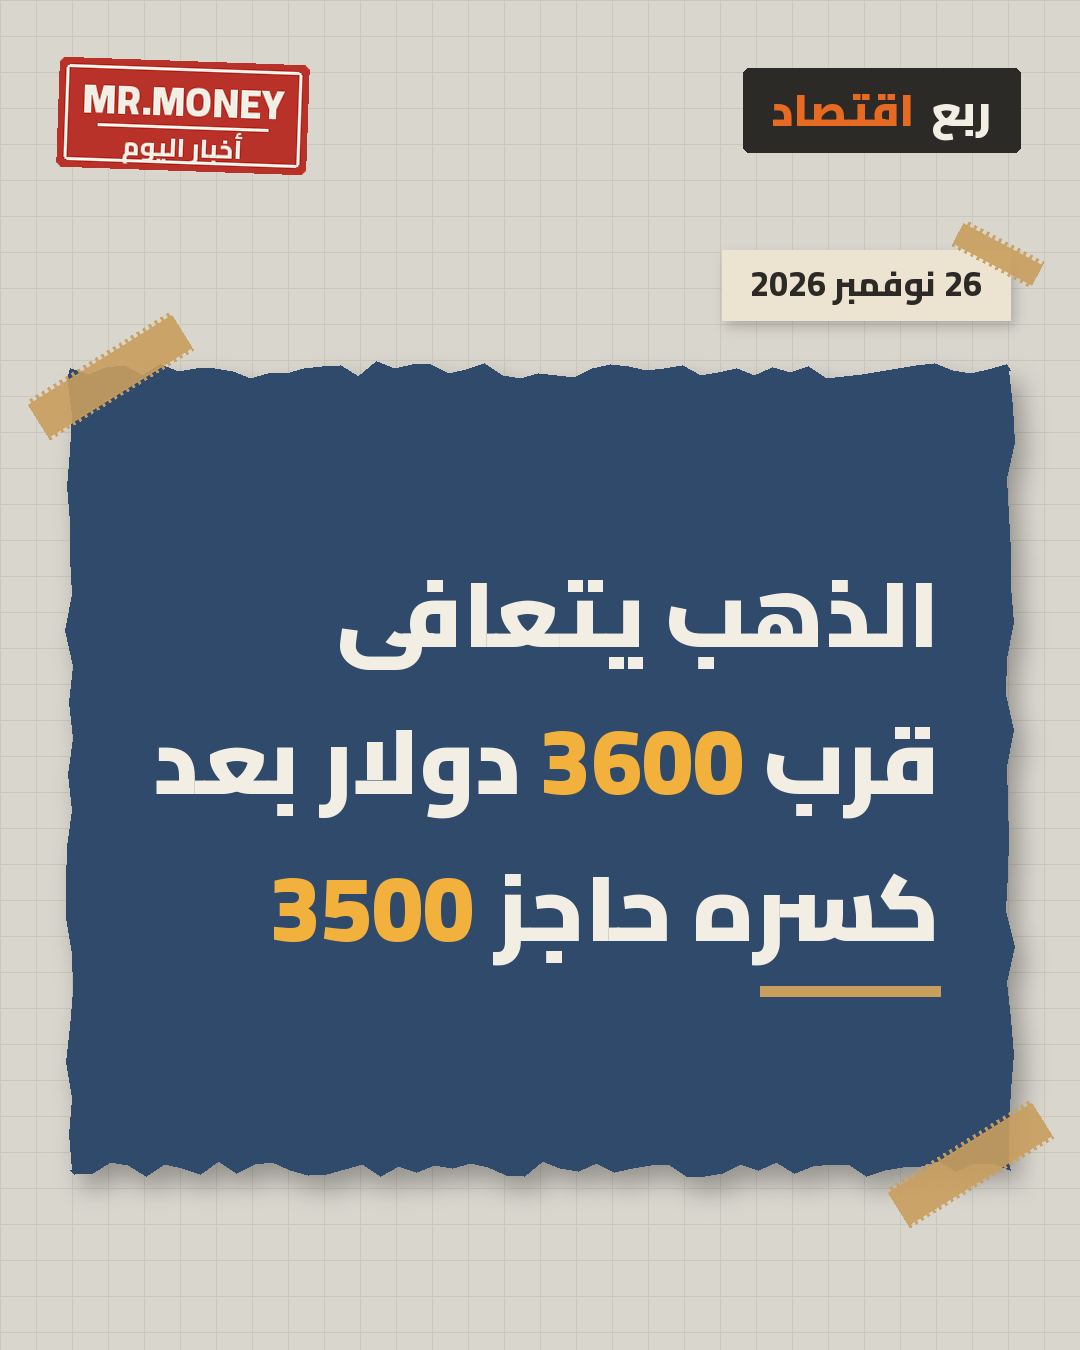 ربع اقتصاد
MR.MONEY
أخبار اليوم
26 نوفمبر 2026
الذهب يتعافى
قرب 3600 دولار بعد
كسره حاجز 3500